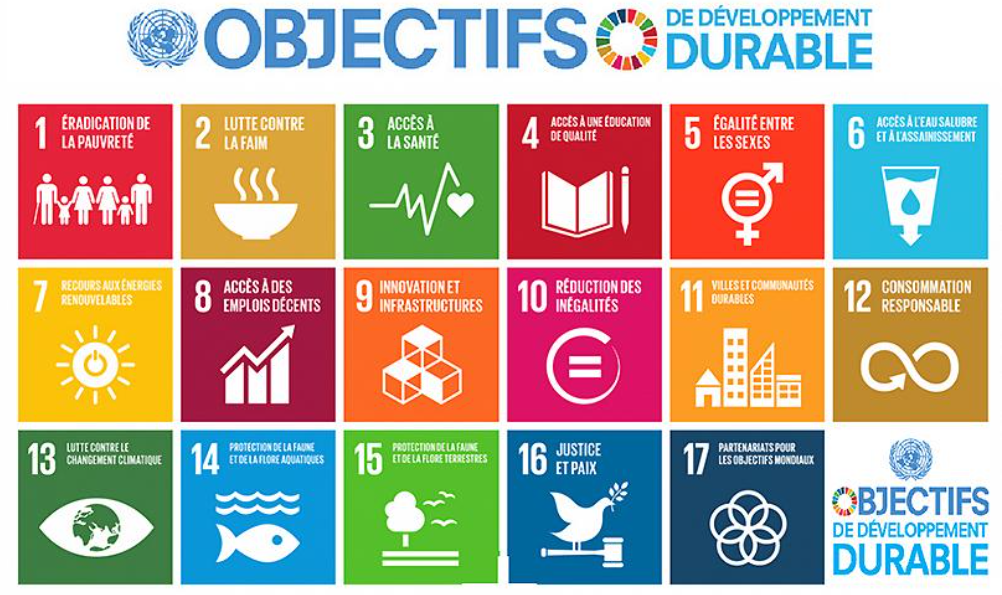 OBJECTIFS
DE DÉVELOPPEMENT
DURABLE
1 ÉRADICATION DE
LA PAUVRETÉ
2 LUTTE CONTRE
LA FAIM
3 ACCÈS À
LA SANTÉ
4 ACCÈS À UNE ÉDUCATION
DE QUALITÉ
5 ÉGALITÉ ENTRE
LES SEXES
6 ACCÈS À L'EAU SALUBRE
ET À L'ASSAINISSEMENT
7 RECOURS AUX ÉNERGIES
RENOUVELABLES
8 ACCÈS À DES
EMPLOIS DÉCENTS
9 INNOVATION ET
INFRASTRUCTURES
10 RÉDUCTION DES
INÉGALITÉS
11 VILLES ET COMMUNAUTÉS
DURABLES
12 CONSOMMATION
RESPONSABLE
13 LUTTE CONTRE LE
CHANGEMENT CLIMATIQUE
14 PROTECTION DE LA FAUNE
ET DE LA FLORE AQUATIQUES
15 PROTECTION DE LA FAUNE
ET DE LA FLORE TERRESTRES
16 JUSTICE
ET PAIX
17 PARTENARIATS POUR
LES OBJECTIFS MONDIAUX
OBJECTIFS
DE DÉVELOPPEMENT
DURABLE